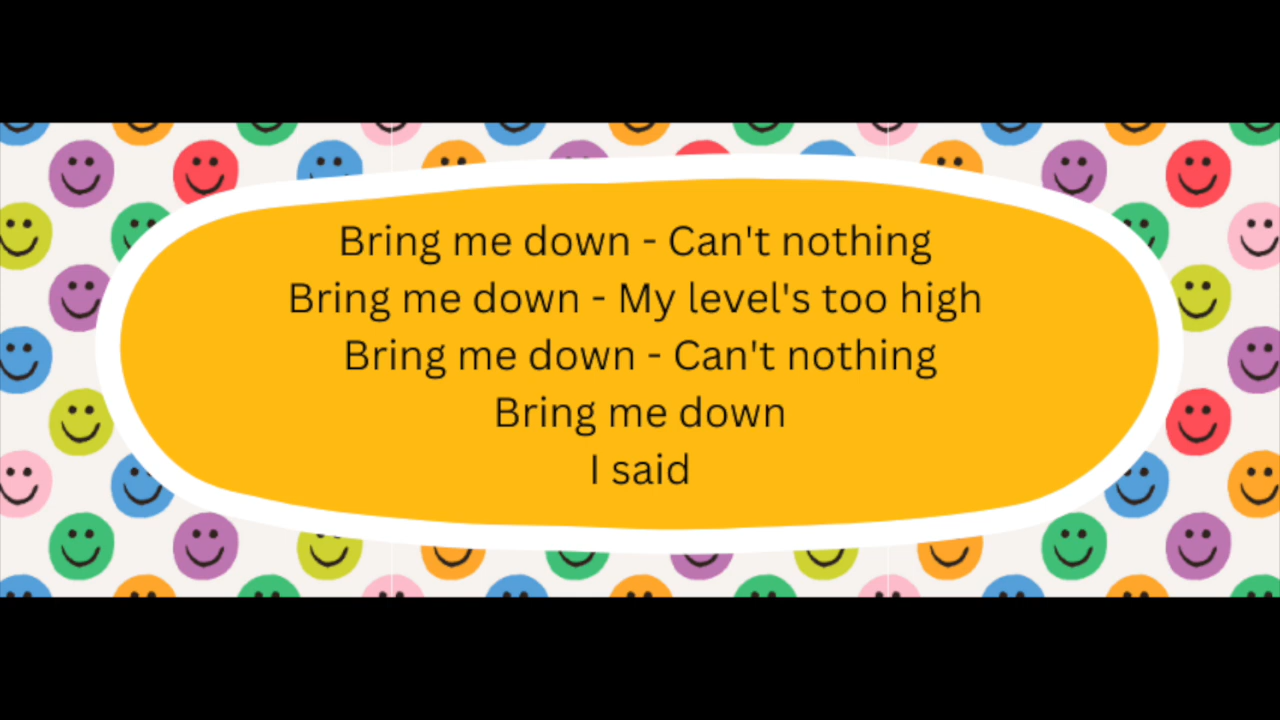 Bring me down - Can't nothing
Bring me down - My level's too high
Bring me down - Can't nothing
Bring me down
I said